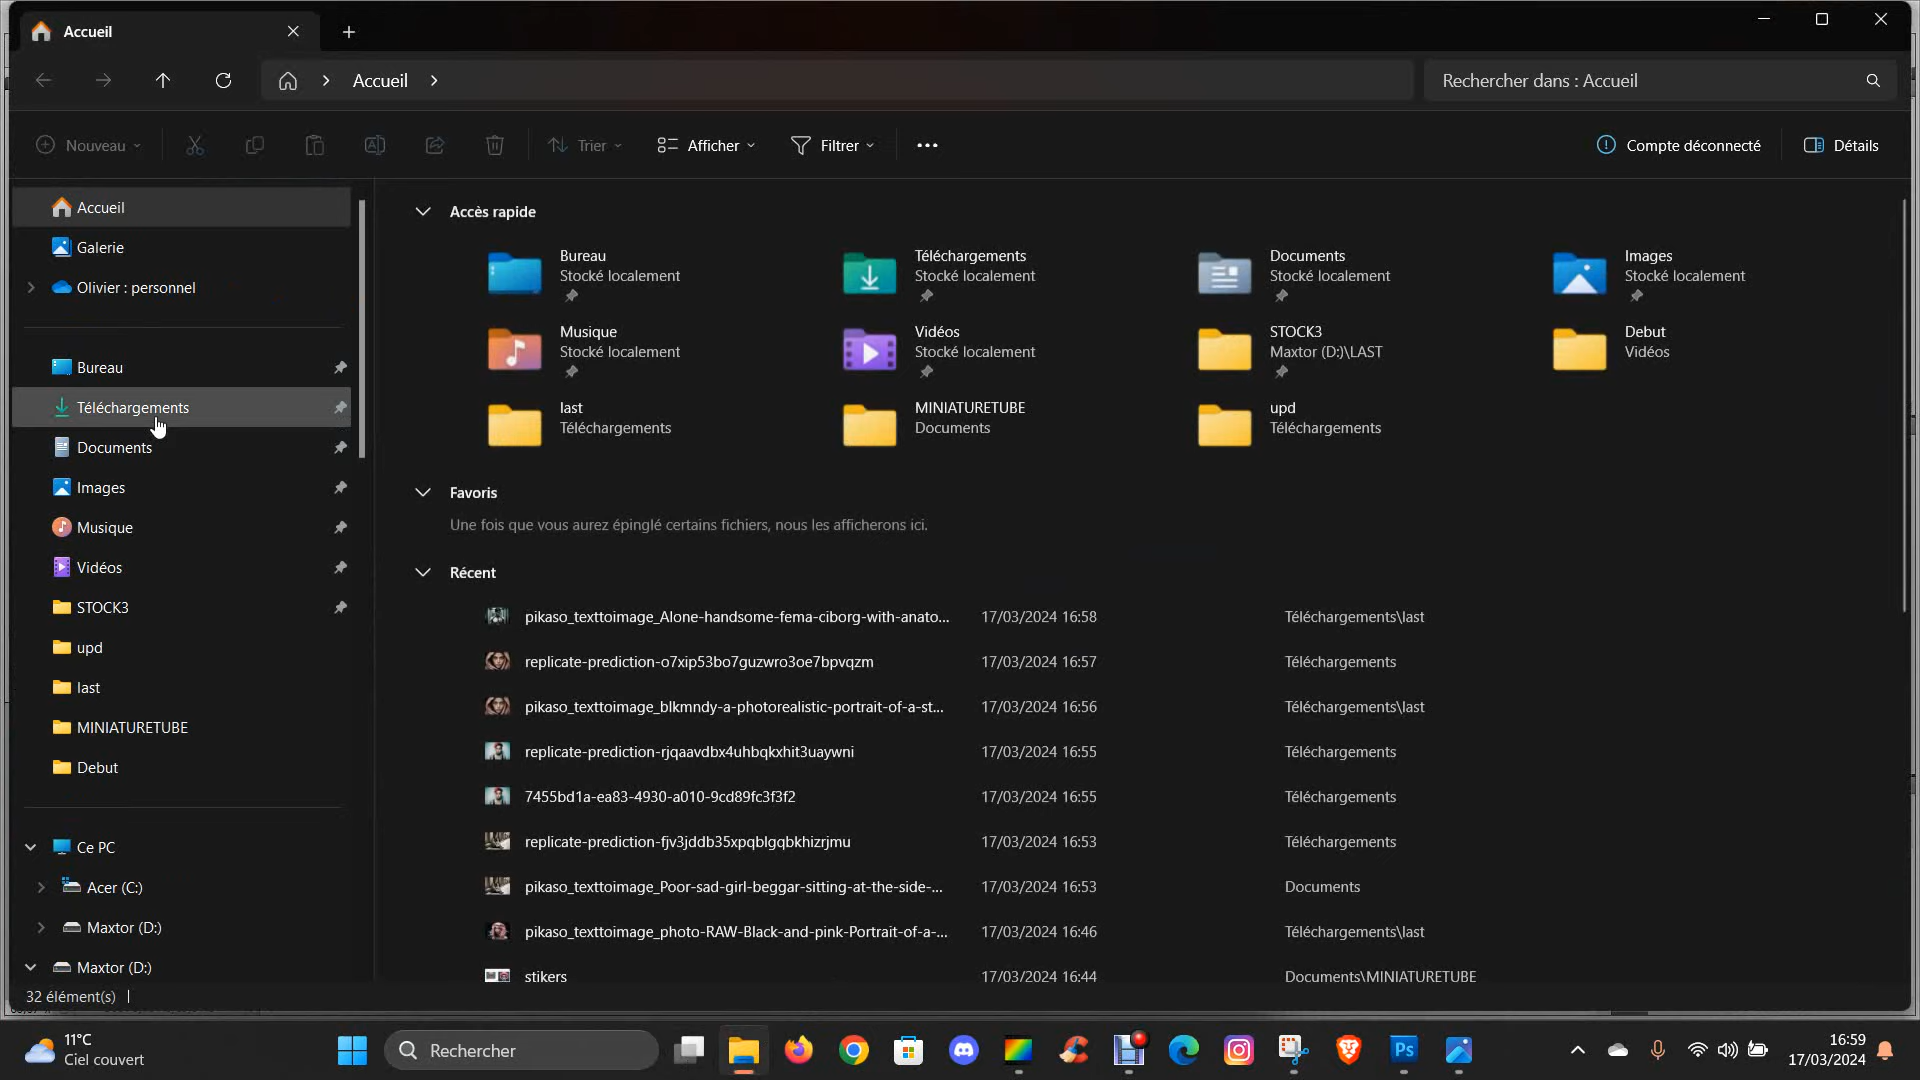 Accueil
Accueil
Rechercher dans : Accueil
Nouveau
Trier
Afficher
Filtrer
Compte déconnecté
Détails
Accueil
Galerie
Olivier : personnel
Bureau
Téléchargements
Documents
Images
Musique
Vidéos
STOCK3
upd
last
MINIATURETUBE
Debut
Ce PC
Acer (C:)
Maxtor (D:)
Maxtor (D:)
32 élément(s)
Accès rapide
Bureau
Stocké localement
Téléchargements
Stocké localement
Documents
Stocké localement
Images
Stocké localement
Musique
Stocké localement
Vidéos
Stocké localement
STOCK3
Maxtor (D:)\LAST
Debut
Vidéos
last
Téléchargements
MINIATURETUBE
Documents
upd
Téléchargements
Favoris
Une fois que vous aurez épinglé certains fichiers, nous les afficherons ici.
Récent
pikaso_texttoimage_Alone-handsome-fema-ciborg-with-anato... 17/03/2024 16:58 Téléchargements\last
replicate-prediction-o7xip53bo7guzwro3oe7bpvqzm 17/03/2024 16:57 Téléchargements
pikaso_texttoimage_blkmndy-a-photorealistic-portrait-of-a-st... 17/03/2024 16:56 Téléchargements\last
replicate-prediction-rjqaavdbx4uhbqkxhit3uaywni 17/03/2024 16:55 Téléchargements
7455bd1a-ea83-4930-a010-9cd89fc3f3f2 17/03/2024 16:55 Téléchargements
replicate-prediction-fjv3jddb35xpqblgqbkhizrjmu 17/03/2024 16:53 Téléchargements
pikaso_texttoimage_Poor-sad-girl-beggar-sitting-at-the-side-... 17/03/2024 16:53 Documents
pikaso_texttoimage_photo-RAW-Black-and-pink-Portrait-of-a-... 17/03/2024 16:46 Téléchargements\last
stikers 17/03/2024 16:44 Documents\MINIATURETUBE
11°C
Ciel couvert
Rechercher
Ps
16:59
17/03/2024